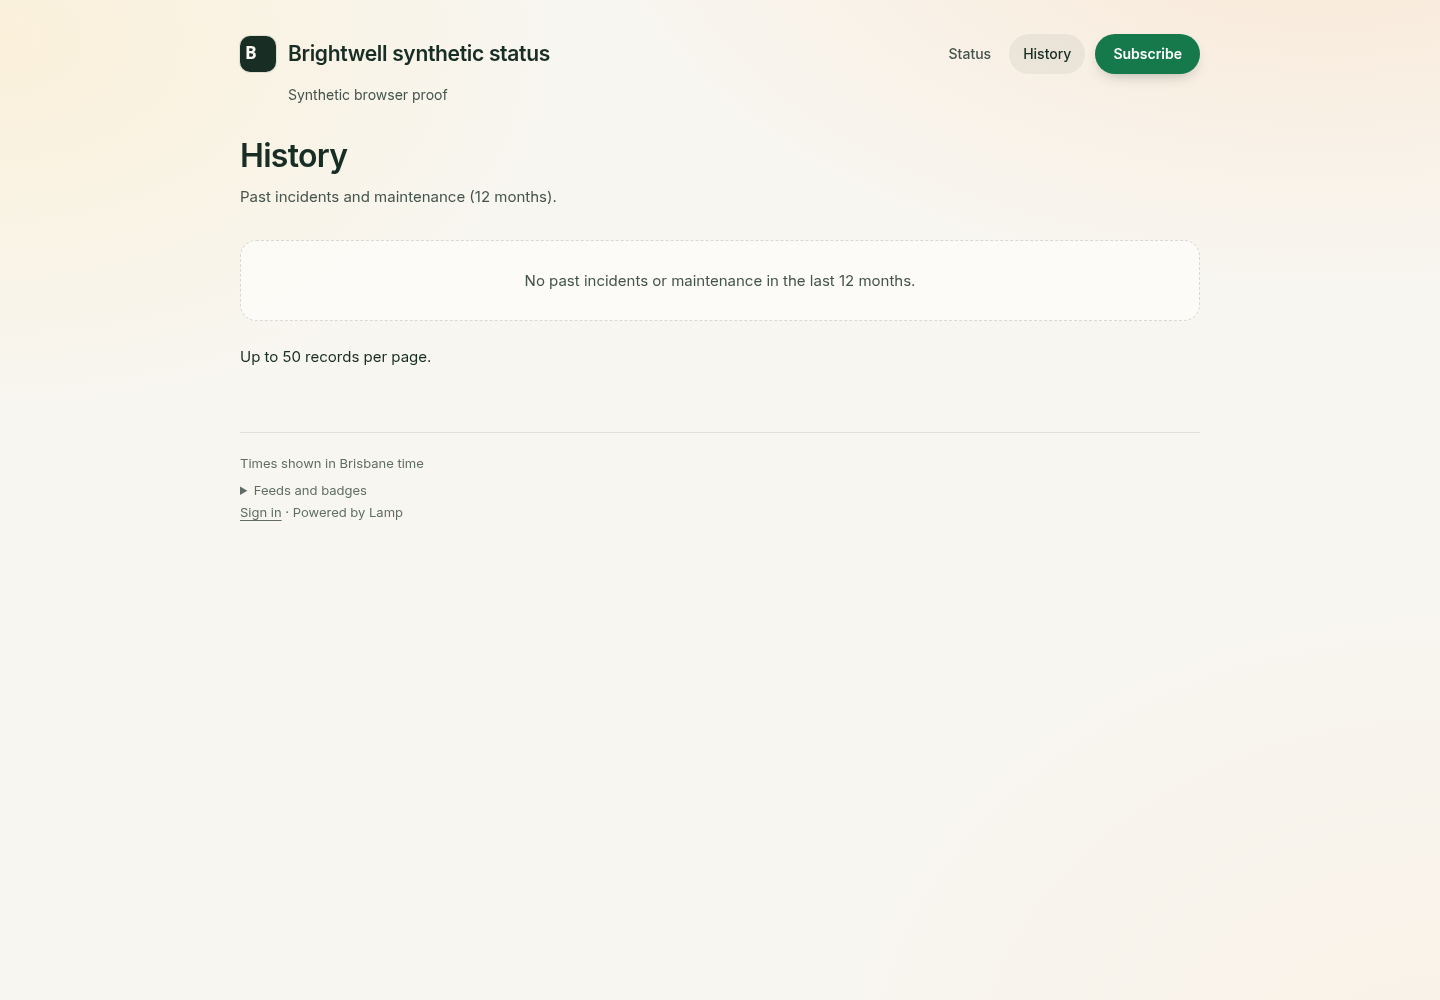 B
Brightwell synthetic status
Status
History
Subscribe
Synthetic browser proof
History
Past incidents and maintenance (12 months).
No past incidents or maintenance in the last 12 months.
Up to 50 records per page.
Times shown in Brisbane time
Feeds and badges
Sign in · Powered by Lamp